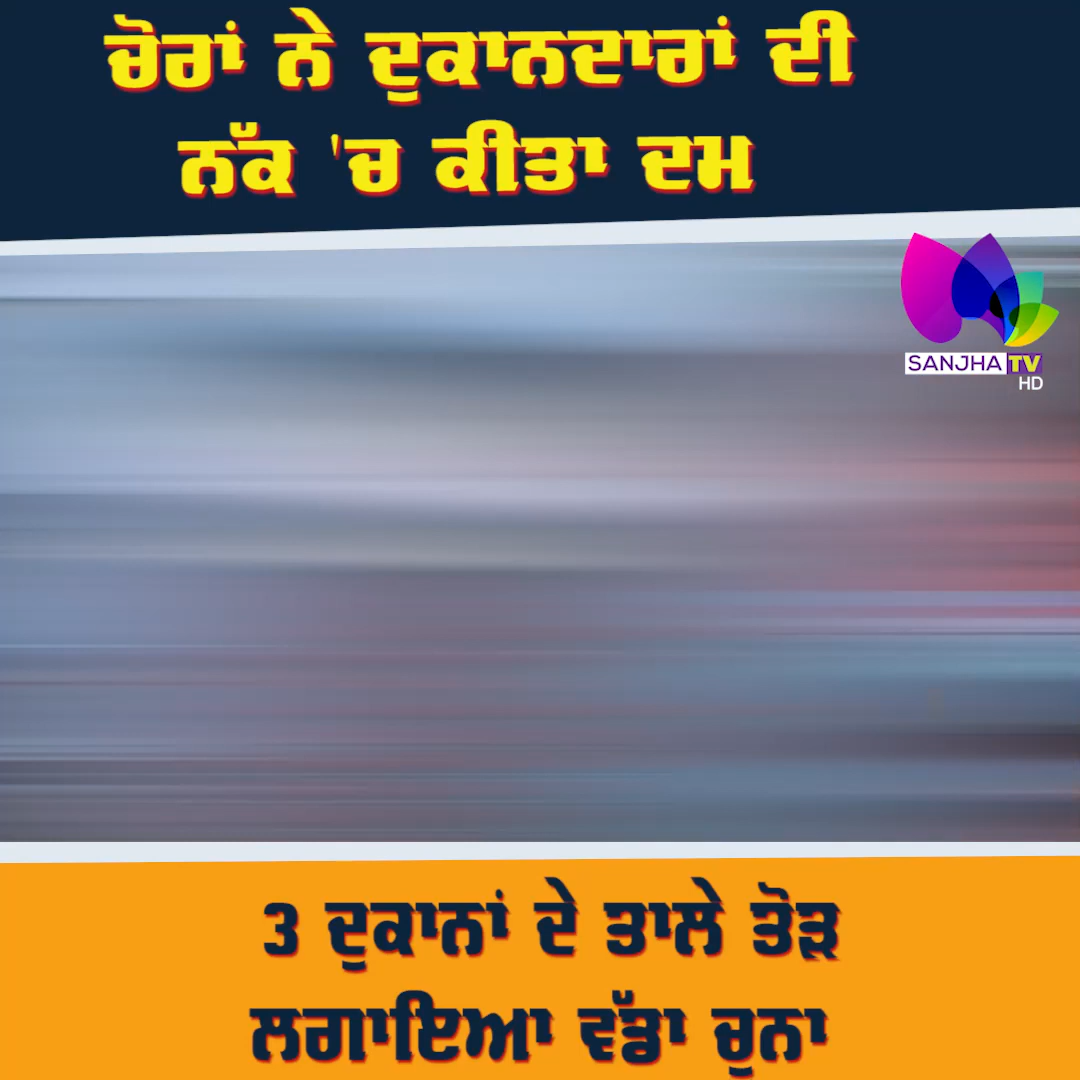 ਚੋਰਾਂ ਨੇ ਦੁਕਾਨਦਾਰਾਂ ਦੀ
ਨੱਕ 'ਚ ਕੀਤਾ ਦਮ
SANJHA TV
HD
3 ਦੁਕਾਨਾਂ ਦੇ ਤਾਲੇ ਤੋੜ
ਲਗਾਇਆ ਵੱਡਾ ਚੂਨਾ